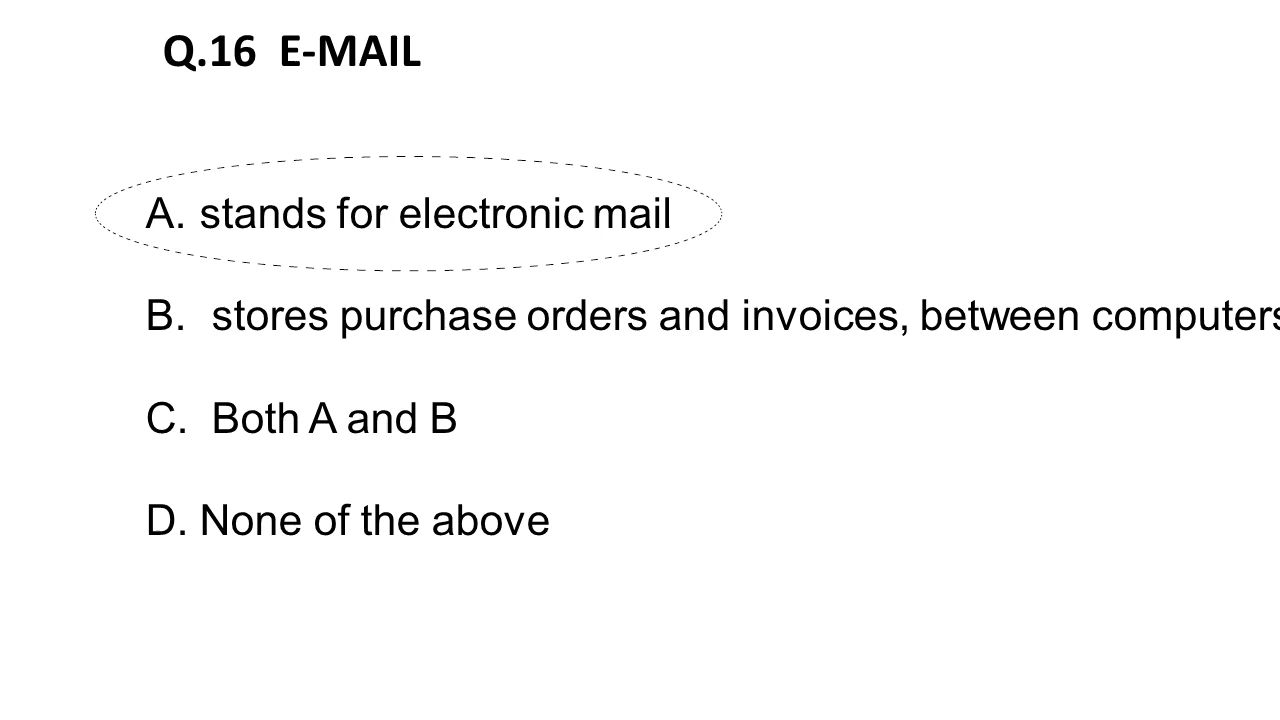 Q.16 E-MAIL
A. stands for electronic mail
B. stores purchase orders and invoices, between computers
C. Both A and B
D. None of the above